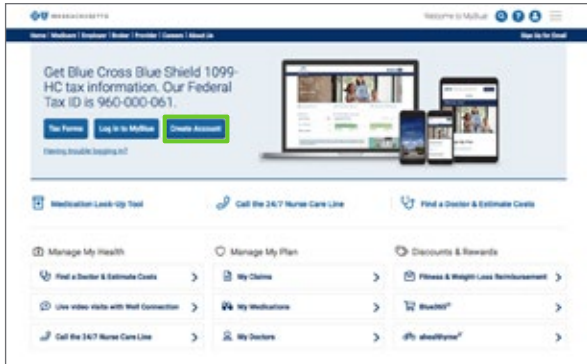 MASSACHUSETTS
Welcome to MyBlue
Home | Medicare | Employer | Broker | Provider | Careers | About Us
Sign Up for Email
Get Blue Cross Blue Shield 1099-
HC tax information. Our Federal
Tax ID is 960-000-061.
Tax Forms
Log in to MyBlue
Create Account
Having trouble logging in?
Medication Look-Up Tool
Call the 24/7 Nurse Care Line
Find a Doctor & Estimate Costs
Manage My Health
Manage My Plan
Discounts & Rewards
Find a Doctor & Estimate Costs
My Claims
Fitness & Weight-Loss Reimbursement
Live video visits with Well Connection
My Medications
Blue365®
Call the 24/7 Nurse Care Line
My Doctors